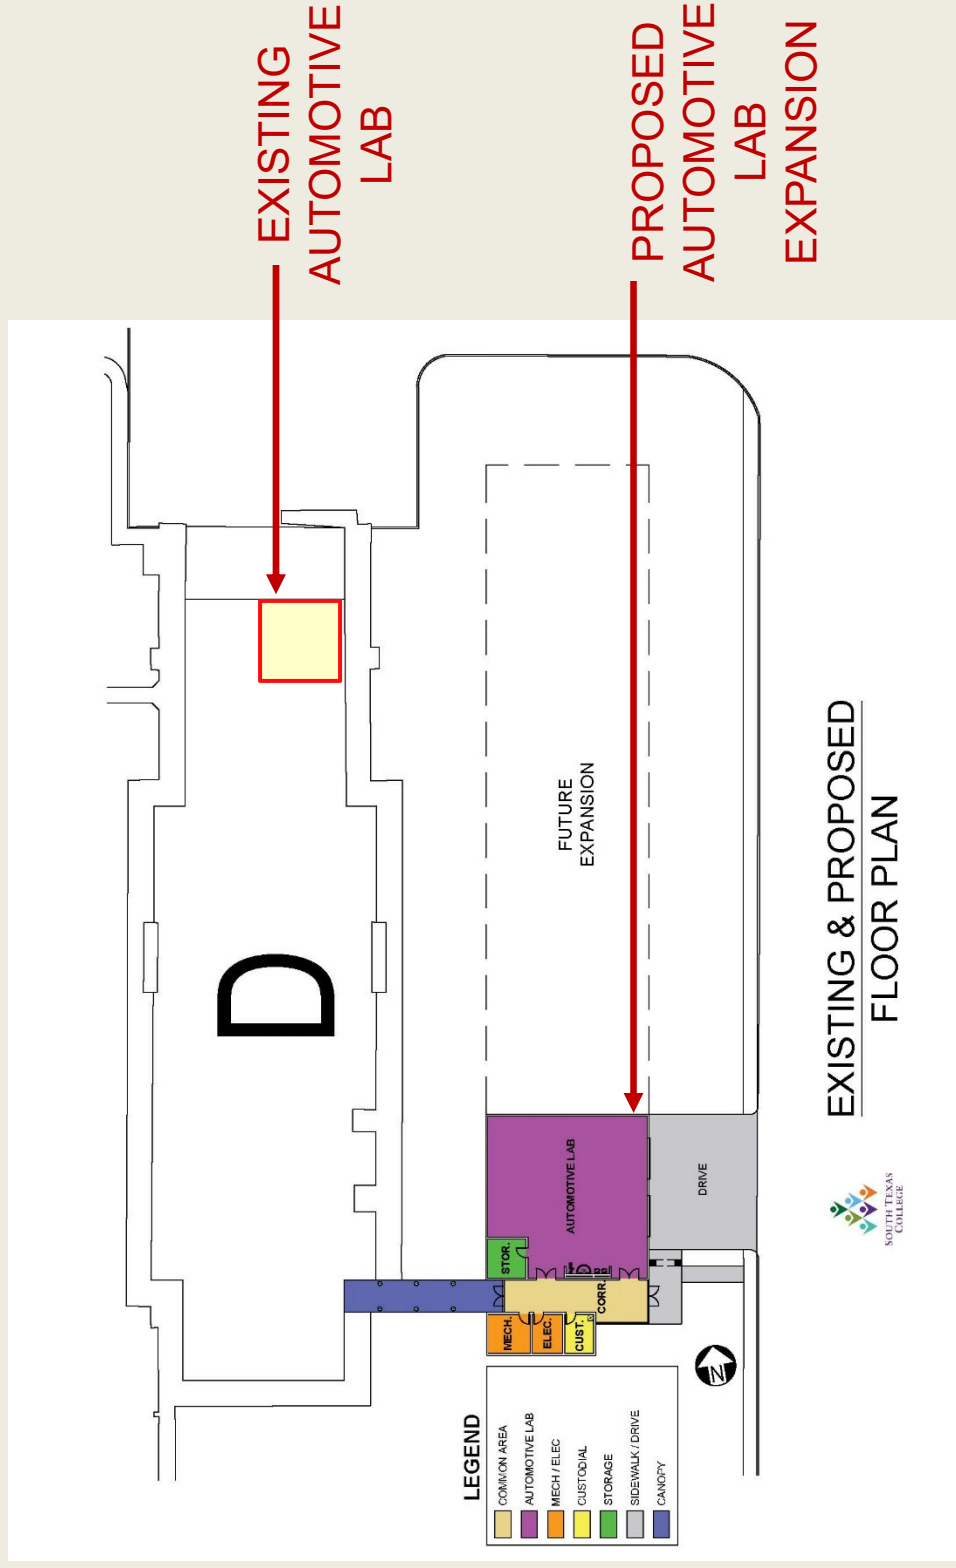 EXISTING
AUTOMOTIVE
LAB
PROPOSED
AUTOMOTIVE
LAB
EXPANSION
D
FUTURE
EXPANSION
AUTOMOTIVE LAB
DRIVE
STOR.
CORR.
MECH.
ELEC.
CUST.
N
LEGEND
COMMON AREA
AUTOMOTIVE LAB
MECH / ELEC
CUSTODIAL
STORAGE
SIDEWALK / DRIVE
CANOPY
EXISTING & PROPOSED
FLOOR PLAN
SOUTH TEXAS
COLLEGE